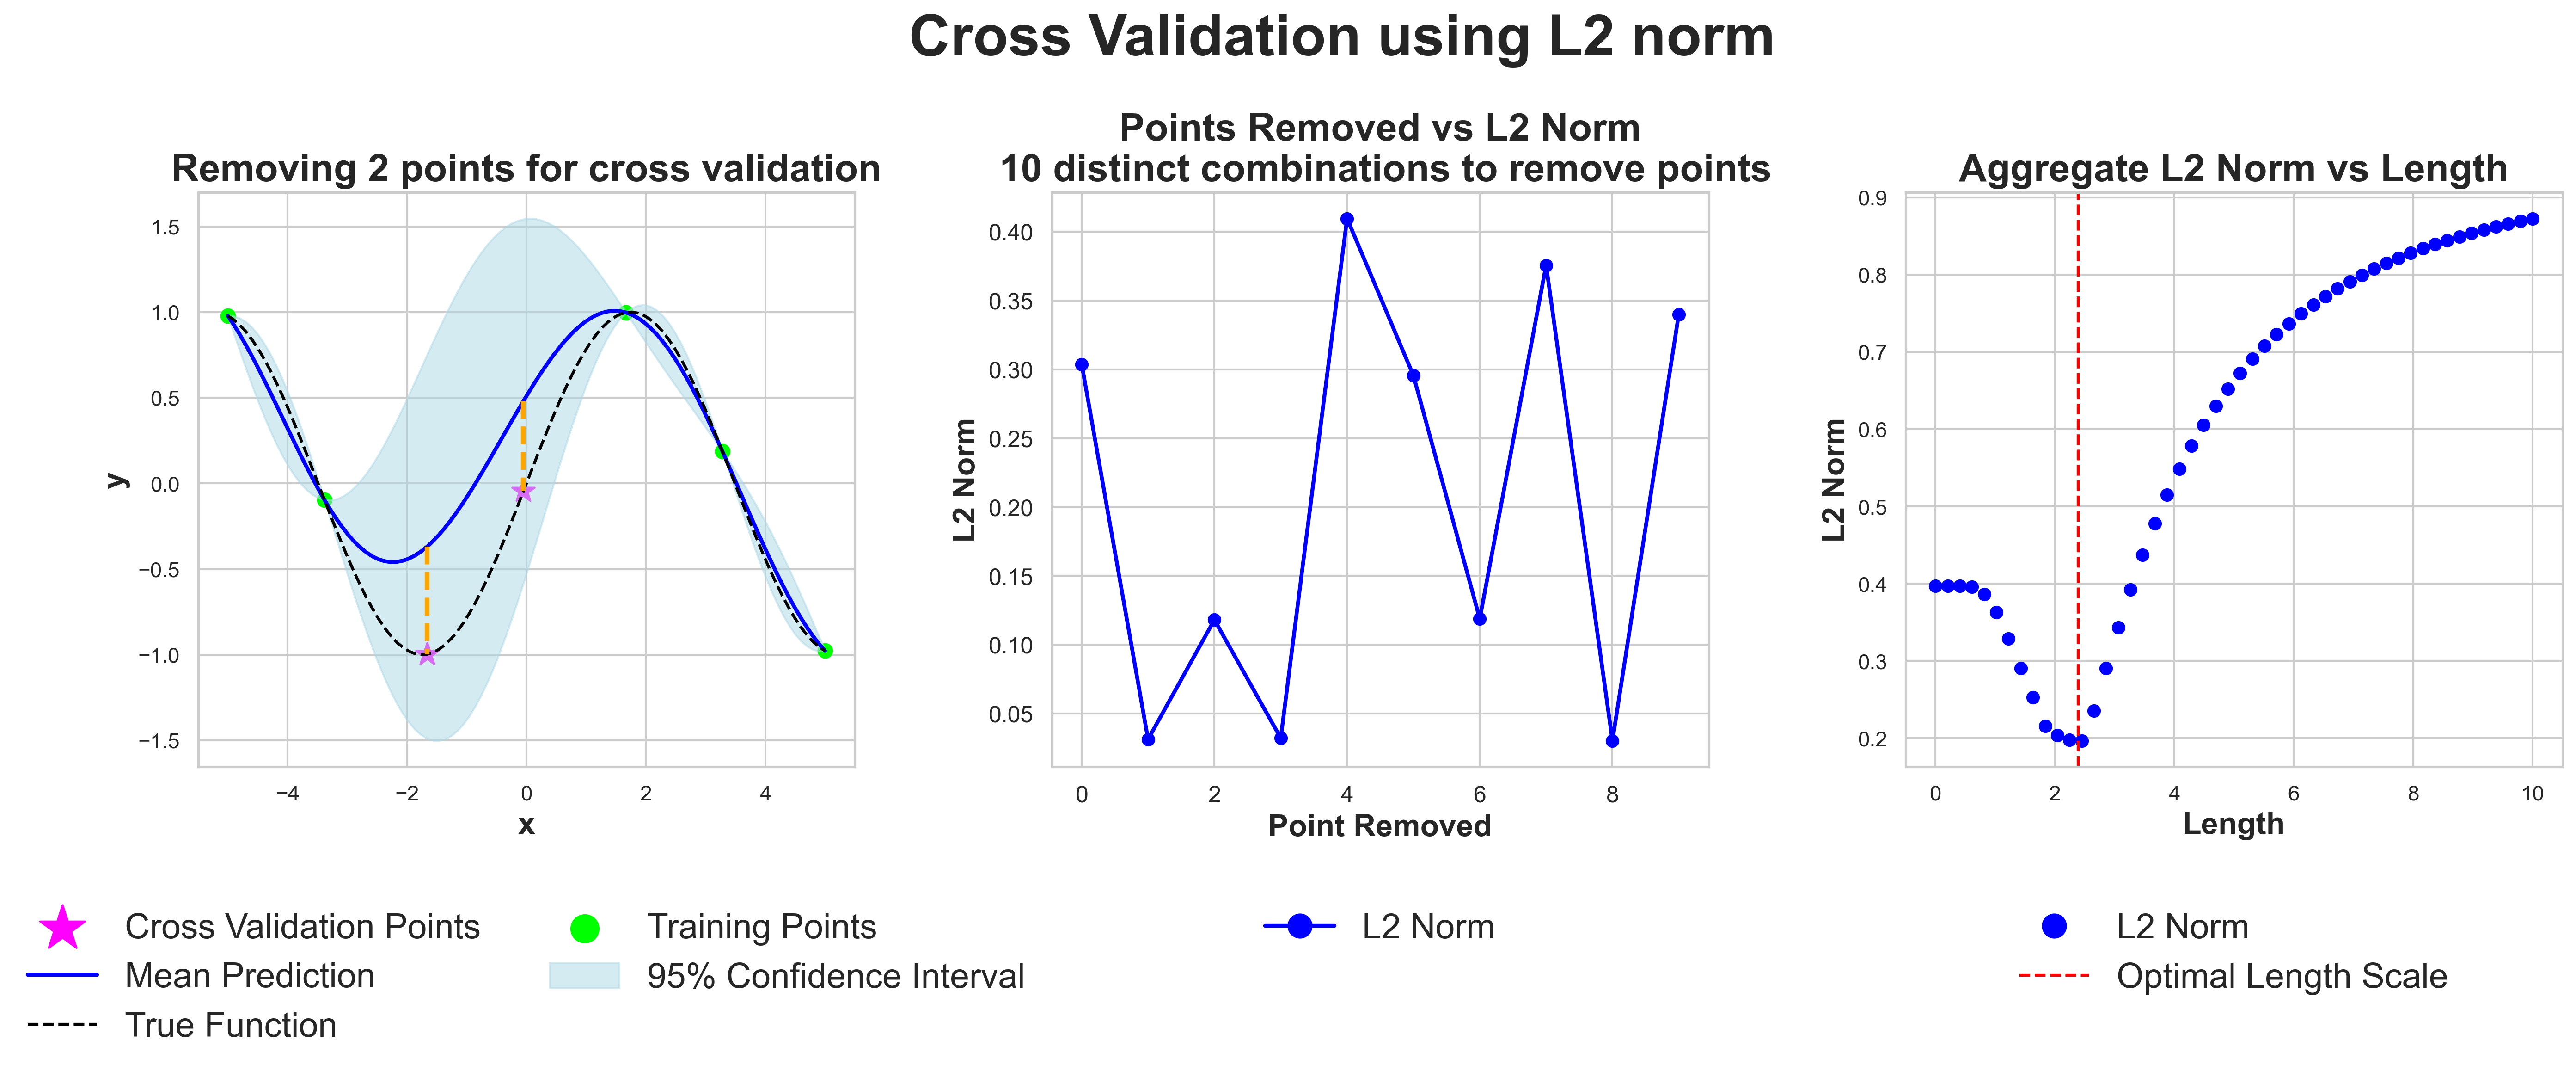 Cross Validation using L2 norm
Removing 2 points for cross validation
y
1.5
1.0
0.5
0.0
−0.5
−1.0
−1.5
−4
−2
0
2
4
x
Points Removed vs L2 Norm
10 distinct combinations to remove points
L2 Norm
0.40
0.35
0.30
0.25
0.20
0.15
0.10
0.05
0
2
4
6
8
Point Removed
Aggregate L2 Norm vs Length
L2 Norm
0.9
0.8
0.7
0.6
0.5
0.4
0.3
0.2
0
2
4
6
8
10
Length
Cross Validation Points
Mean Prediction
True Function
Training Points
95% Confidence Interval
L2 Norm
L2 Norm
Optimal Length Scale